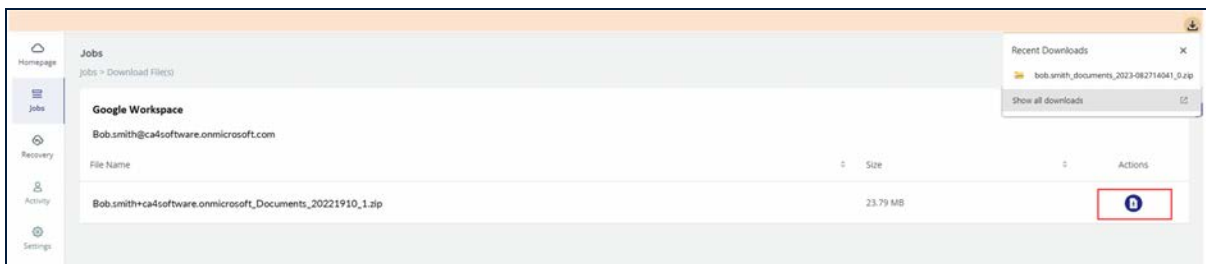 Homepage
Jobs
Recovery
Activity
Settings
Jobs
Jobs > Download File(s)
Google Workspace
Bob.smith@ca4software.onmicrosoft.com
File Name Size Actions
Bob.smith+ca4software.onmicrosoft_Documents_20221910_1.zip 23.79 MB
Recent Downloads
bob.smith_documents_2023-082714041_0.zip
Show all downloads